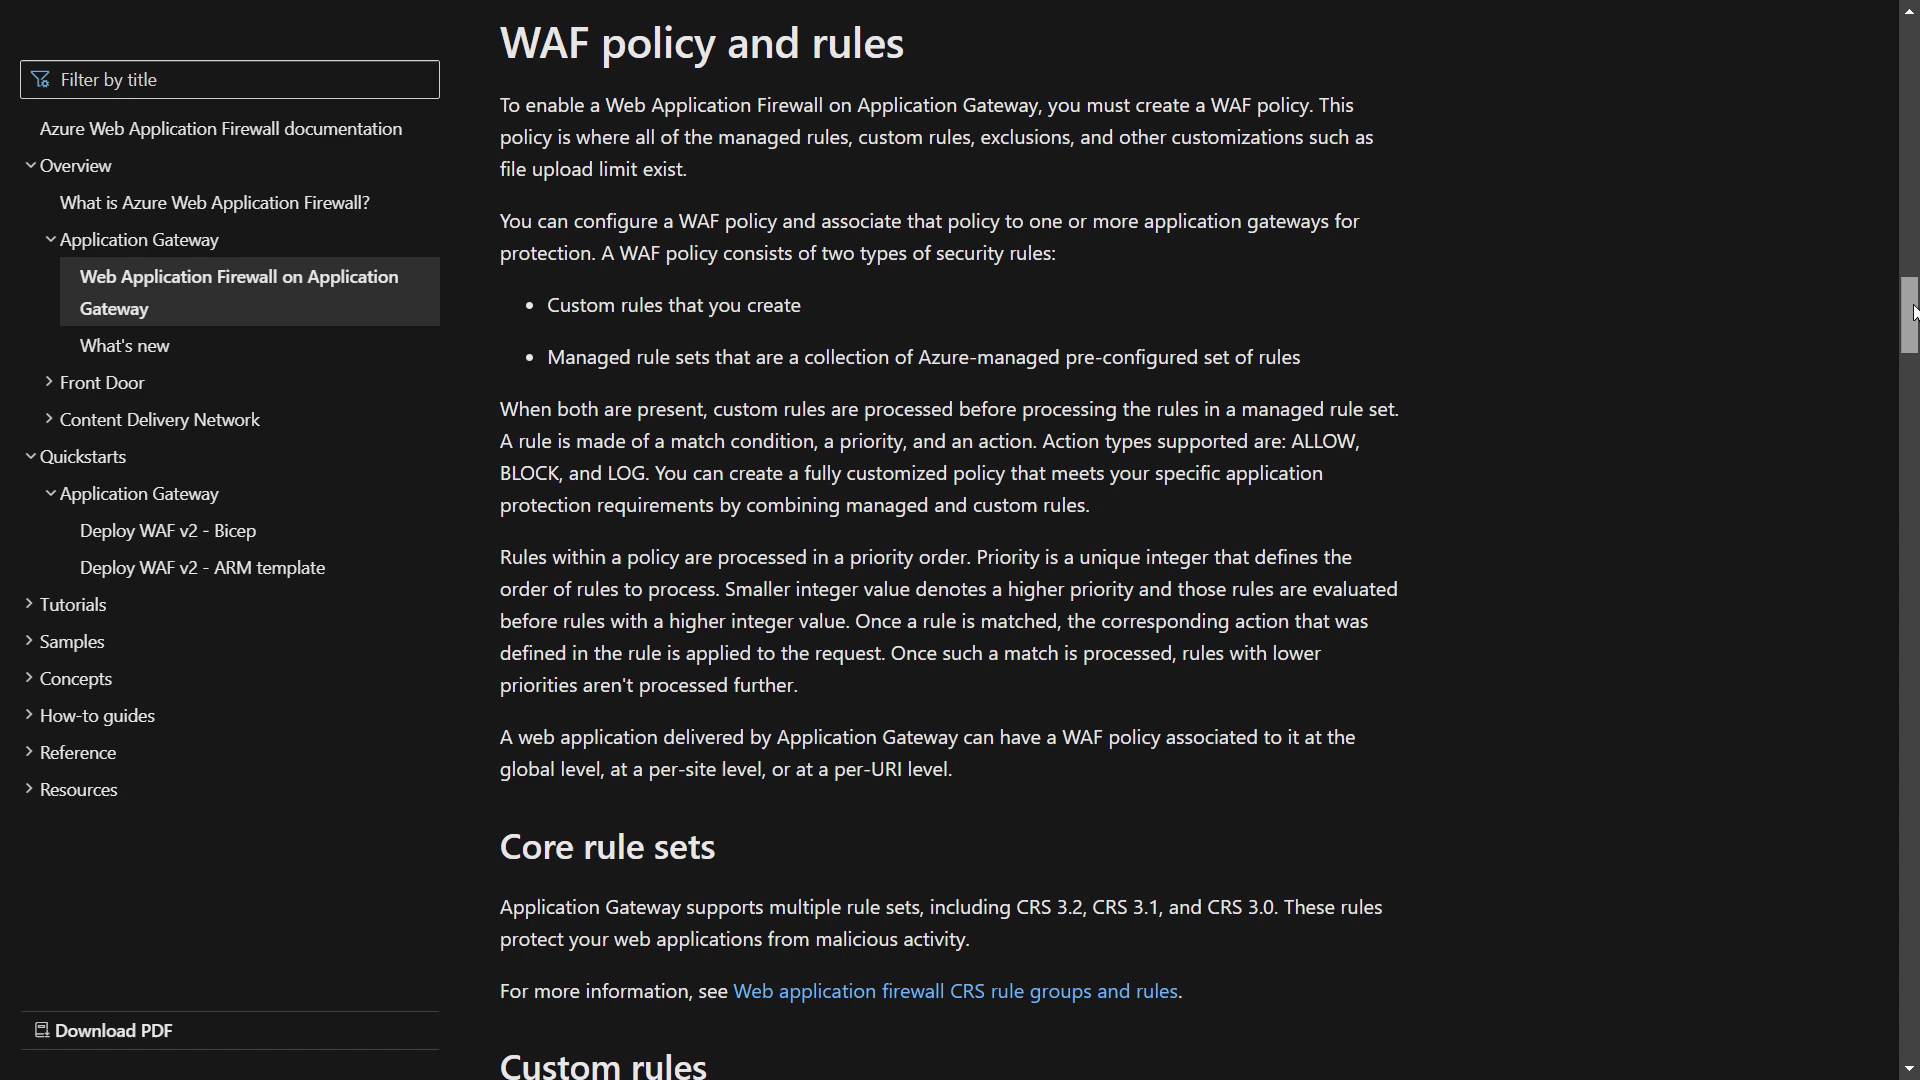 Filter by title
Azure Web Application Firewall documentation
Overview
What is Azure Web Application Firewall?
Application Gateway
Web Application Firewall on Application
Gateway
What's new
Front Door
Content Delivery Network
Quickstarts
Application Gateway
Deploy WAF v2 - Bicep
Deploy WAF v2 - ARM template
Tutorials
Samples
Concepts
How-to guides
Reference
Resources
Download PDF
WAF policy and rules
To enable a Web Application Firewall on Application Gateway, you must create a WAF policy. This
policy is where all of the managed rules, custom rules, exclusions, and other customizations such as
file upload limit exist.
You can configure a WAF policy and associate that policy to one or more application gateways for
protection. A WAF policy consists of two types of security rules:
• Custom rules that you create
• Managed rule sets that are a collection of Azure-managed pre-configured set of rules
When both are present, custom rules are processed before processing the rules in a managed rule set.
A rule is made of a match condition, a priority, and an action. Action types supported are: ALLOW,
BLOCK, and LOG. You can create a fully customized policy that meets your specific application
protection requirements by combining managed and custom rules.
Rules within a policy are processed in a priority order. Priority is a unique integer that defines the
order of rules to process. Smaller integer value denotes a higher priority and those rules are evaluated
before rules with a higher integer value. Once a rule is matched, the corresponding action that was
defined in the rule is applied to the request. Once such a match is processed, rules with lower
priorities aren't processed further.
A web application delivered by Application Gateway can have a WAF policy associated to it at the
global level, at a per-site level, or at a per-URI level.
Core rule sets
Application Gateway supports multiple rule sets, including CRS 3.2, CRS 3.1, and CRS 3.0. These rules
protect your web applications from malicious activity.
For more information, see Web application firewall CRS rule groups and rules.
Custom rules